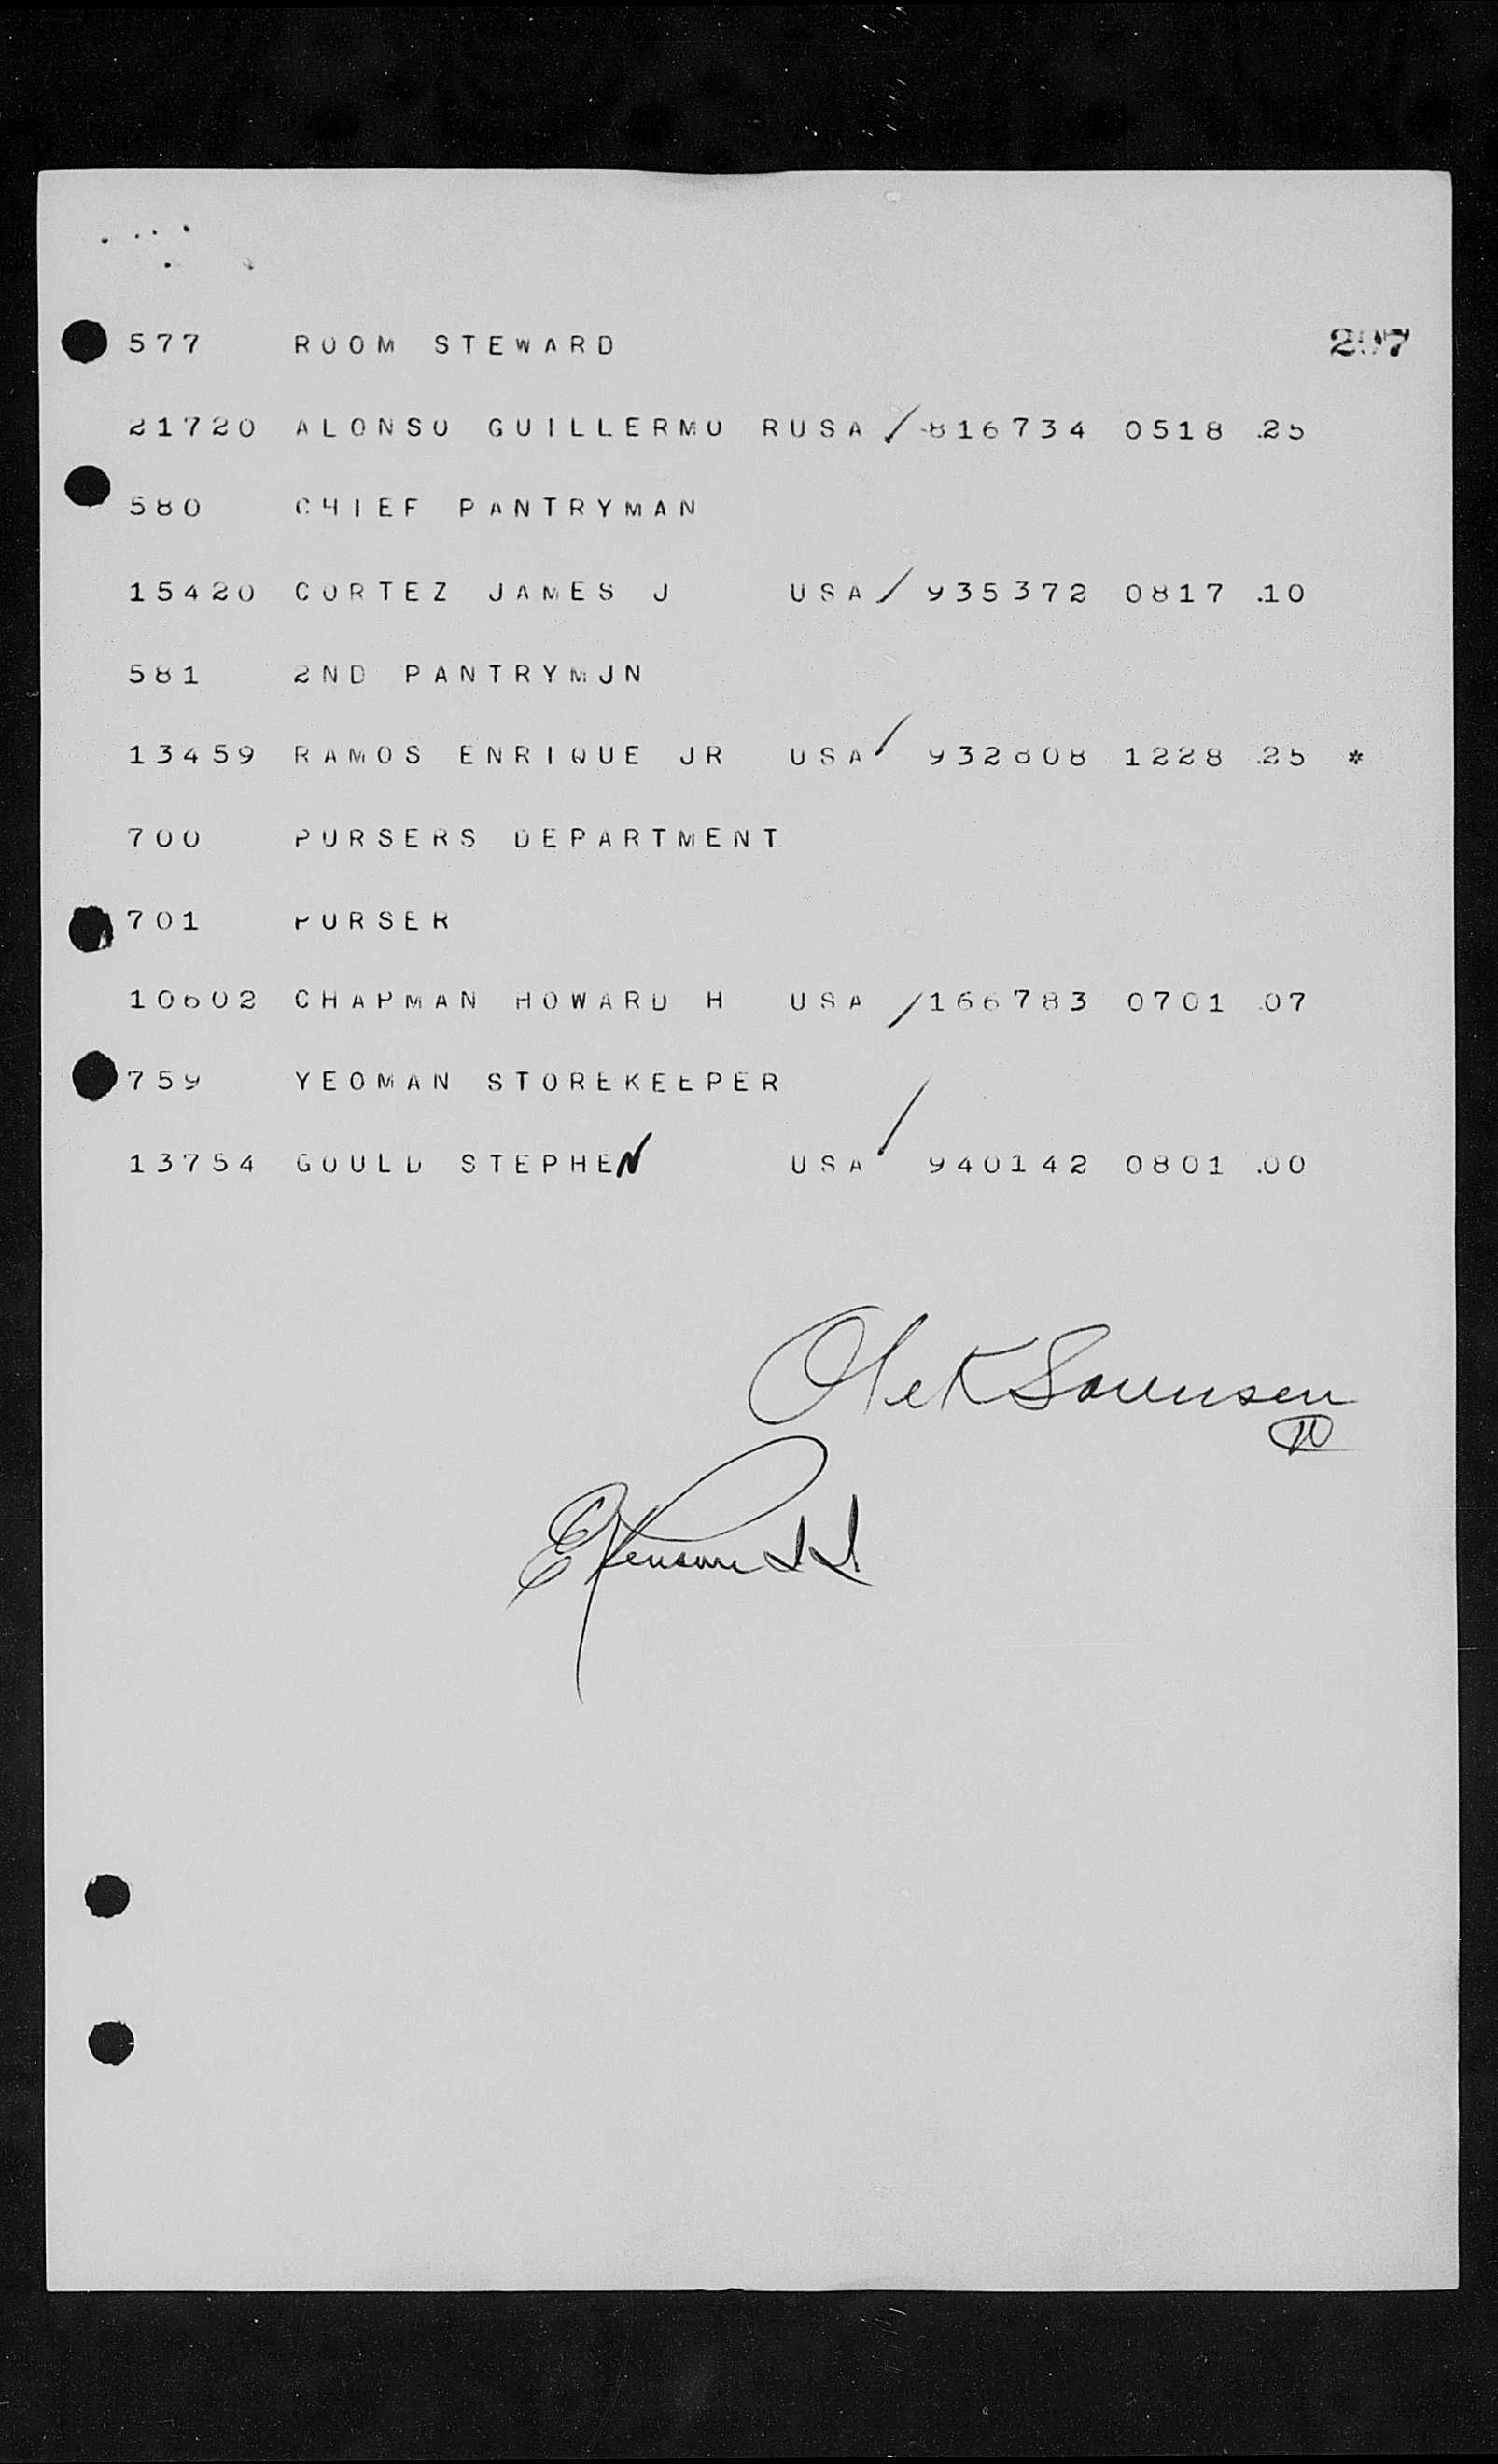 577 ROOM STEWARD
21720 ALONSO GUILLERMO RUSA / 816734 0518 .25
580 CHIEF PANTRYMAN
15420 CORTEZ JAMES J USA / 935372 0817 .10
581 2ND PANTRYMJN
13459 RAMOS ENRIQUE JR USA / 932808 1228 .25 *
700 PURSERS DEPARTMENT
701 PURSER
10602 CHAPMAN HOWARD H USA / 166783 0701 .07
759 YEOMAN STOREKEEPER
13754 GOULD STEPHEN USA / 940142 0801 .00
Ole K Sorensen